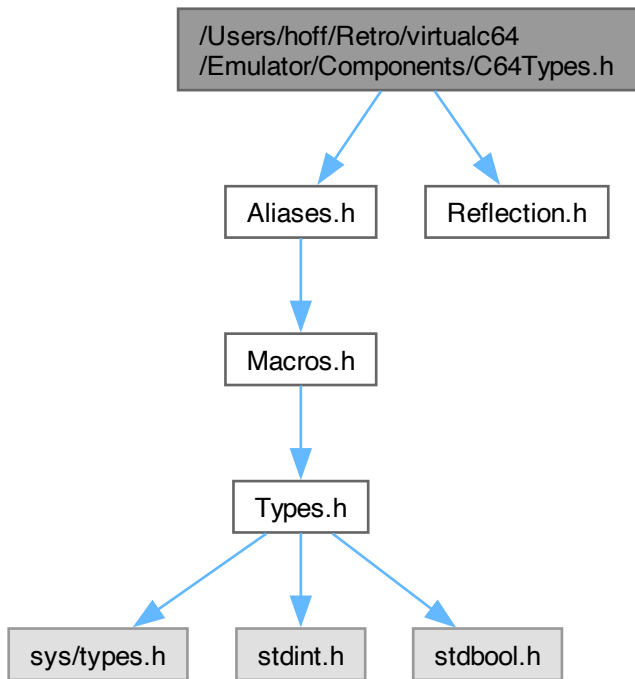 /Users/hoff/Retro/virtualc64
/Emulator/Components/C64Types.h
Aliases.h
Reflection.h
Macros.h
Types.h
sys/types.h
stdint.h
stdbool.h